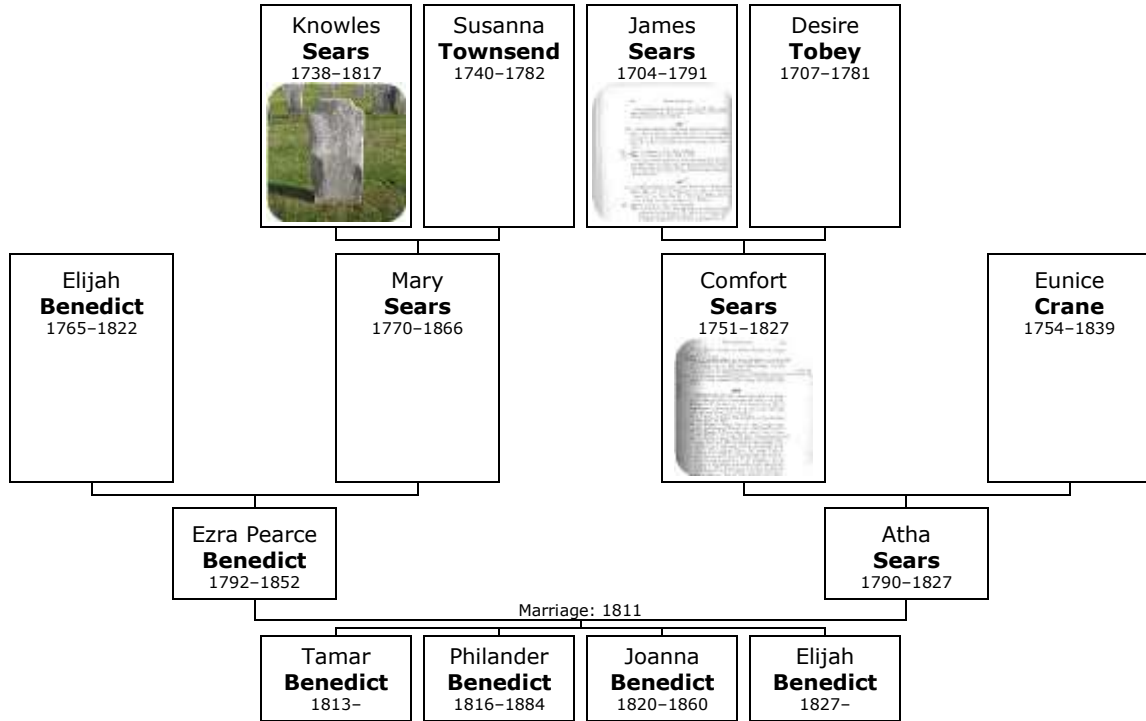 Knowles
Sears
1738–1817
Susanna
Townsend
1740–1782
James
Sears
1704–1791
Desire
Tobey
1707–1781
Elijah
Benedict
1765–1822
Mary
Sears
1770–1866
Comfort
Sears
1751–1827
Eunice
Crane
1754–1839
Ezra Pearce
Benedict
1792–1852
Atha
Sears
1790–1827
Marriage: 1811
Tamar
Benedict
1813–
Philander
Benedict
1816–1884
Joanna
Benedict
1820–1860
Elijah
Benedict
1827–